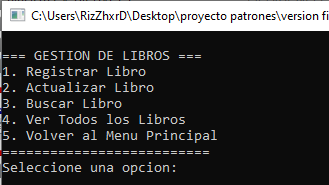 C:\Users\RizZhxrD\Desktop\proyecto patrones\version fi
=== GESTION DE LIBROS ===
1. Registrar Libro
2. Actualizar Libro
3. Buscar Libro
4. Ver Todos los Libros
5. Volver al Menu Principal
===========================
Seleccione una opcion: